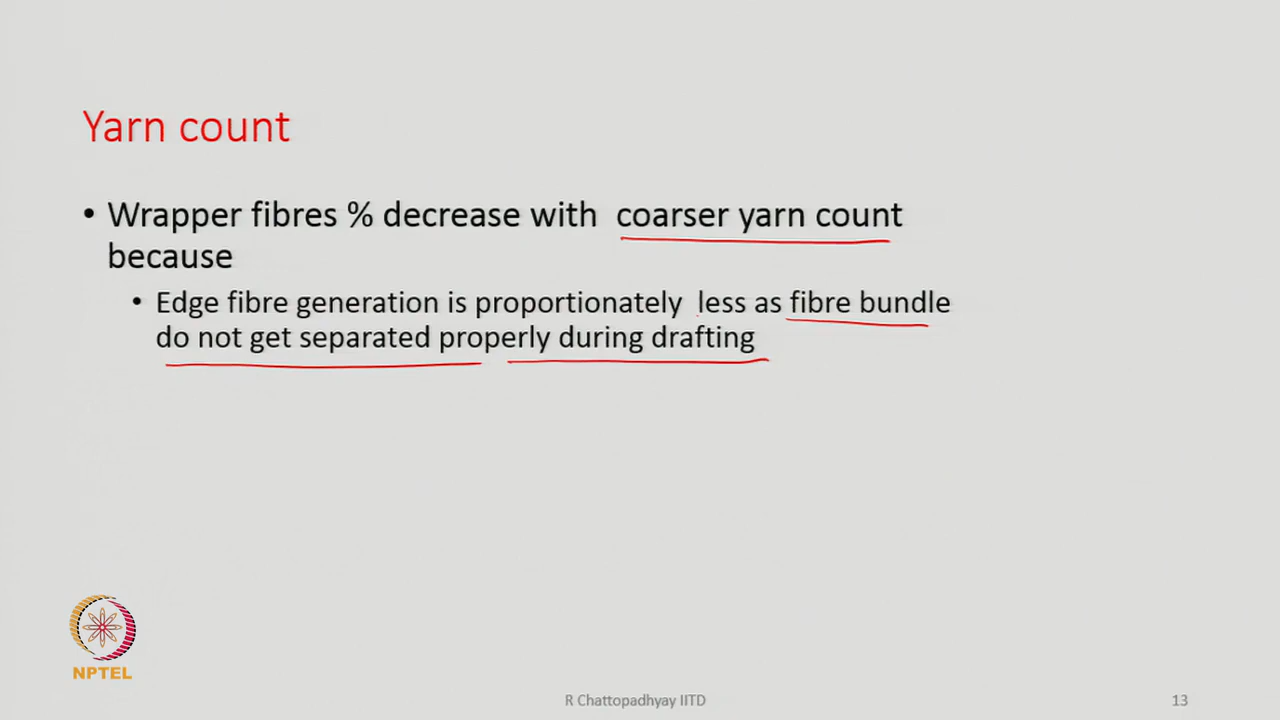 Yarn count
• Wrapper fibres % decrease with coarser yarn count
because
• Edge fibre generation is proportionately less as fibre bundle
do not get separated properly during drafting
NPTEL
R Chattopadhyay IITD
13